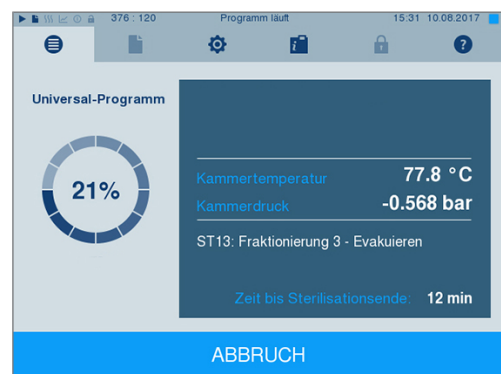 376 : 120 Programm läuft 15:31 10.08.2017
Universal-Programm
21%
Kammertemperatur 77.8 °C
Kammerdruck -0.568 bar
ST13: Fraktionierung 3 - Evakuieren
Zeit bis Sterilisationsende: 12 min
ABBRUCH